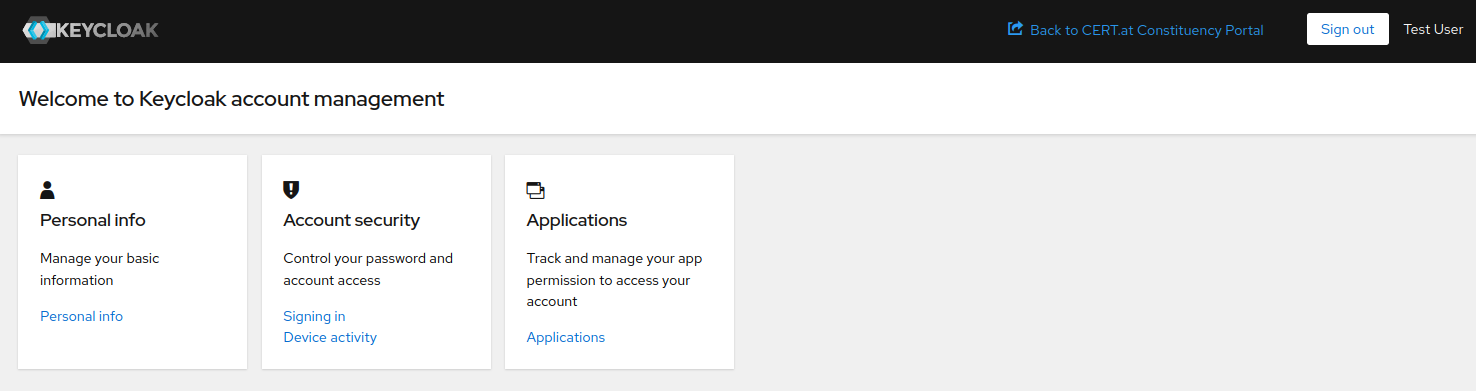 KEYCLOAK
Back to CERT.at Constituency Portal
Sign out
Test User
Welcome to Keycloak account management
Personal info
Manage your basic
information
Personal info
Account security
Control your password and
account access
Signing in
Device activity
Applications
Track and manage your app
permission to access your
account
Applications